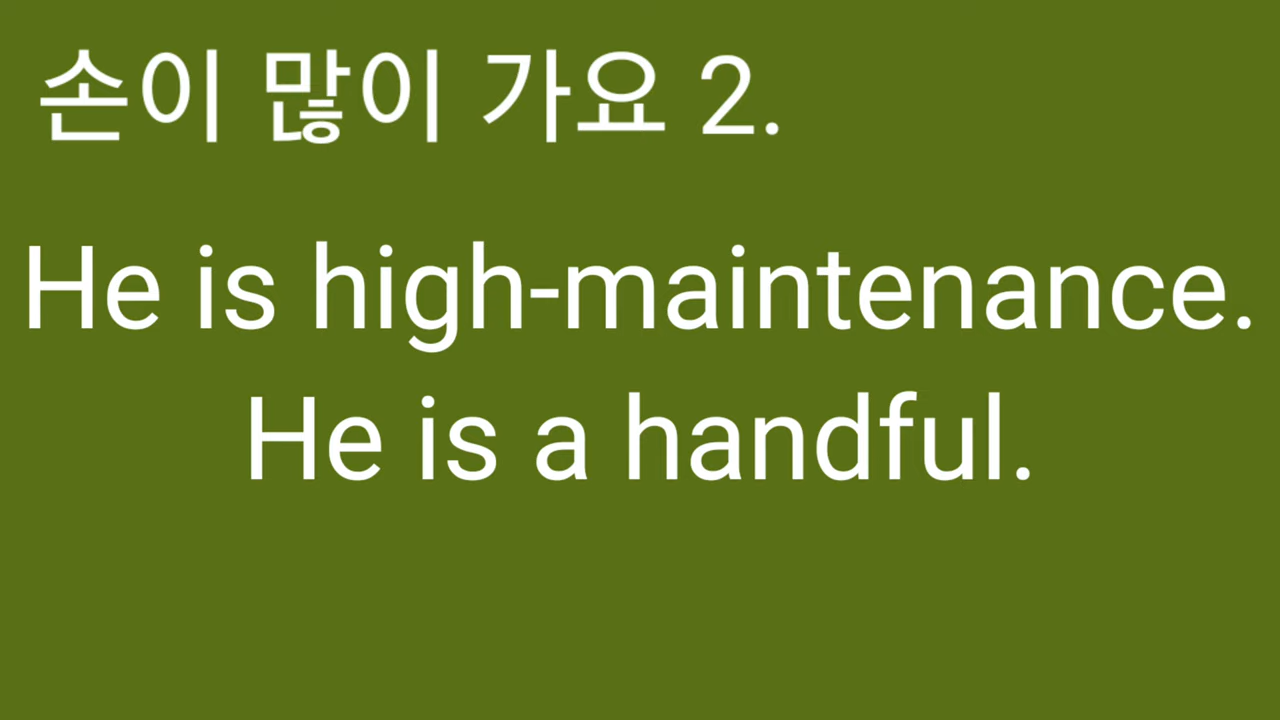 손이 많이 가요 2.
He is high-maintenance.
He is a handful.